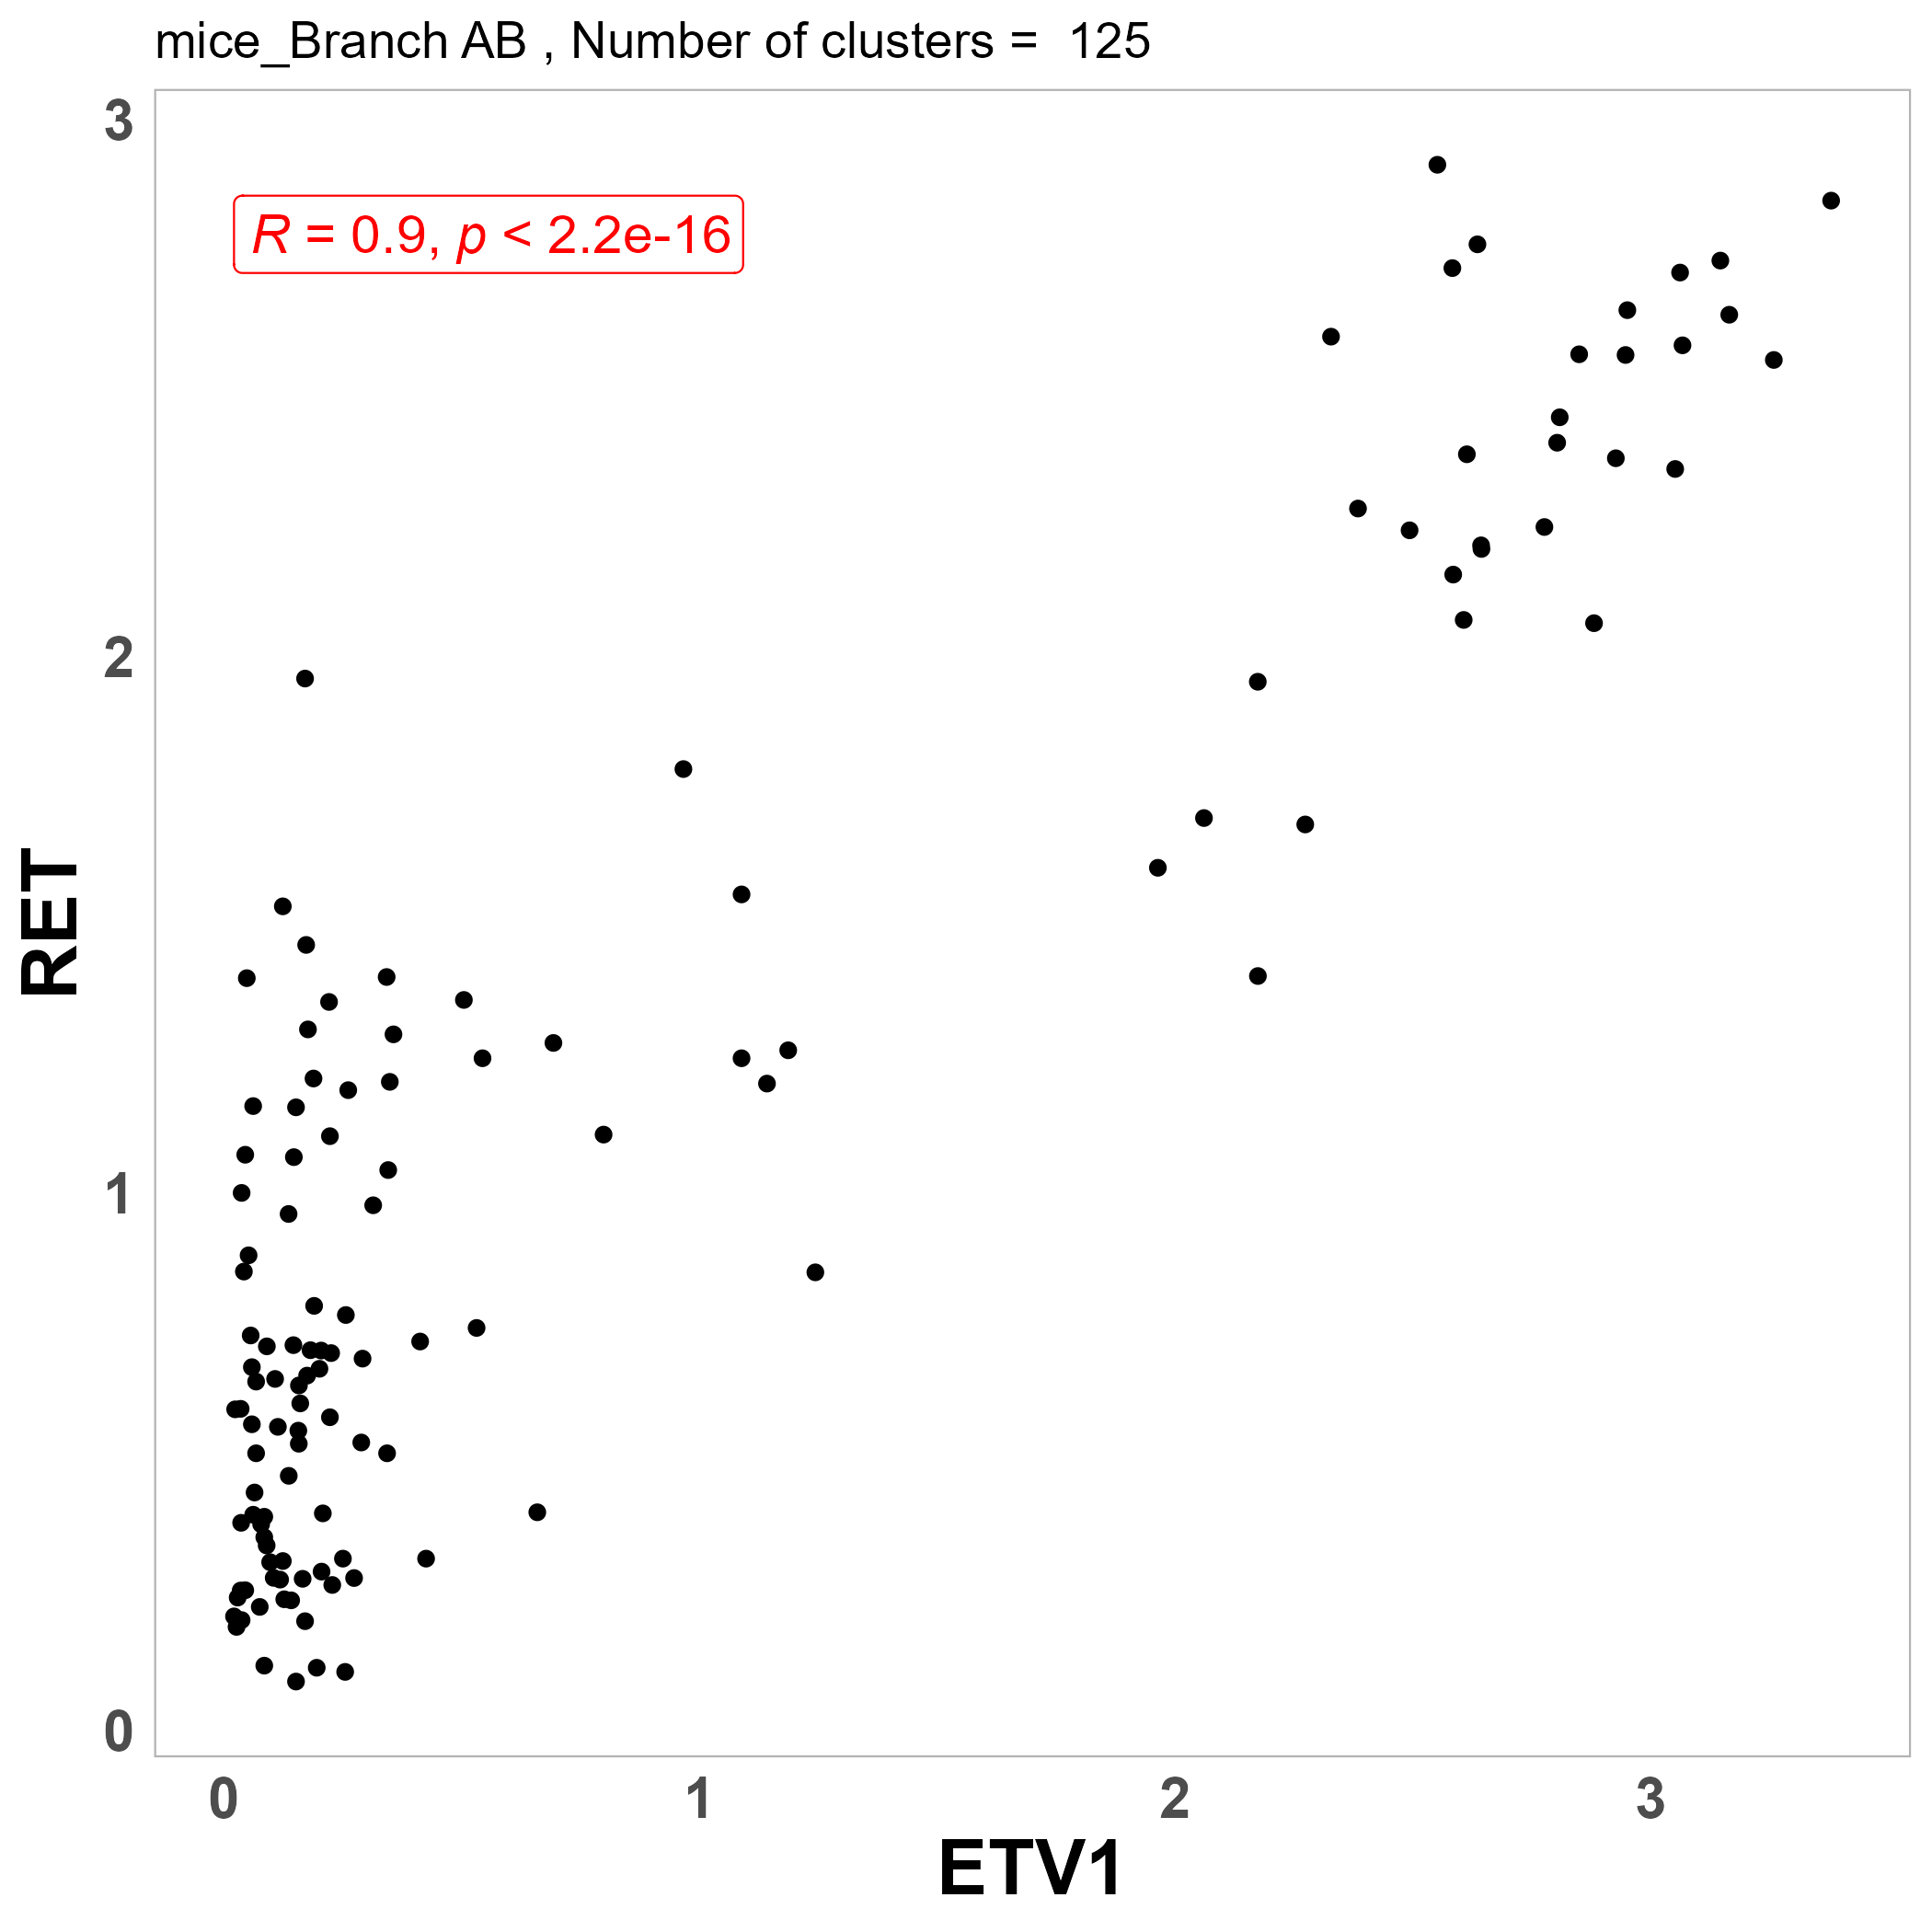 mice_Branch AB , Number of clusters =  125
3
R = 0.9, p < 2.2e-16
2
RET
1
0
0 1 2 3
ETV1